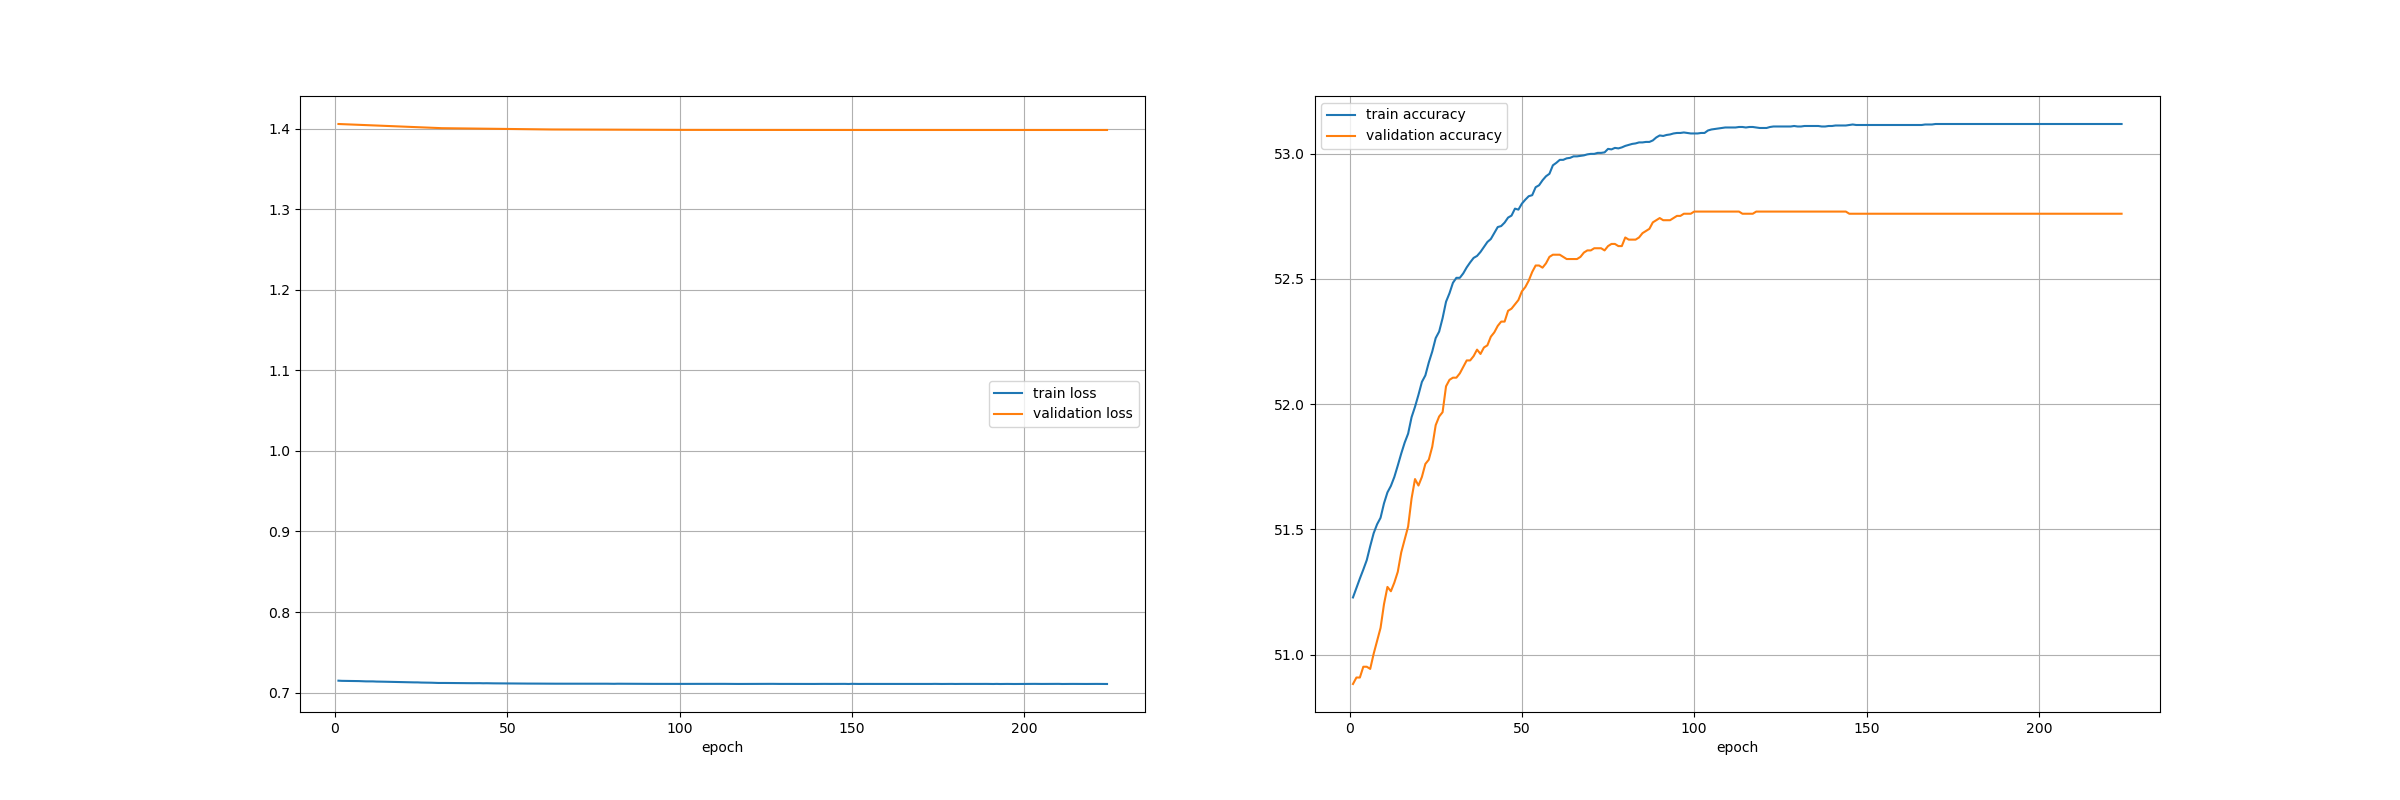 1.4
1.3
1.2
1.1
1.0
0.9
0.8
0.7
0 50 100 150 200
epoch
train loss
validation loss
train accuracy
validation accuracy
53.0
52.5
52.0
51.5
51.0
0 50 100 150 200
epoch